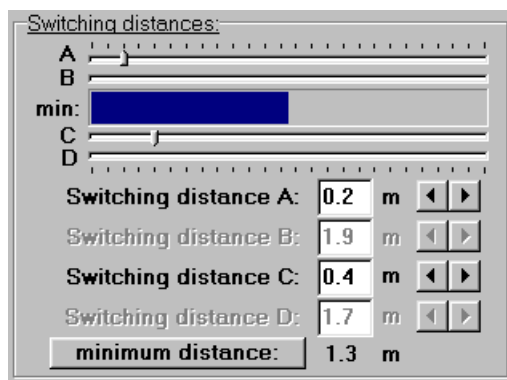 Switching distances:
A
B
min:
C
D
Switching distance A: 0.2 m
Switching distance B: 1.9 m
Switching distance C: 0.4 m
Switching distance D: 1.7 m
minimum distance: 1.3 m